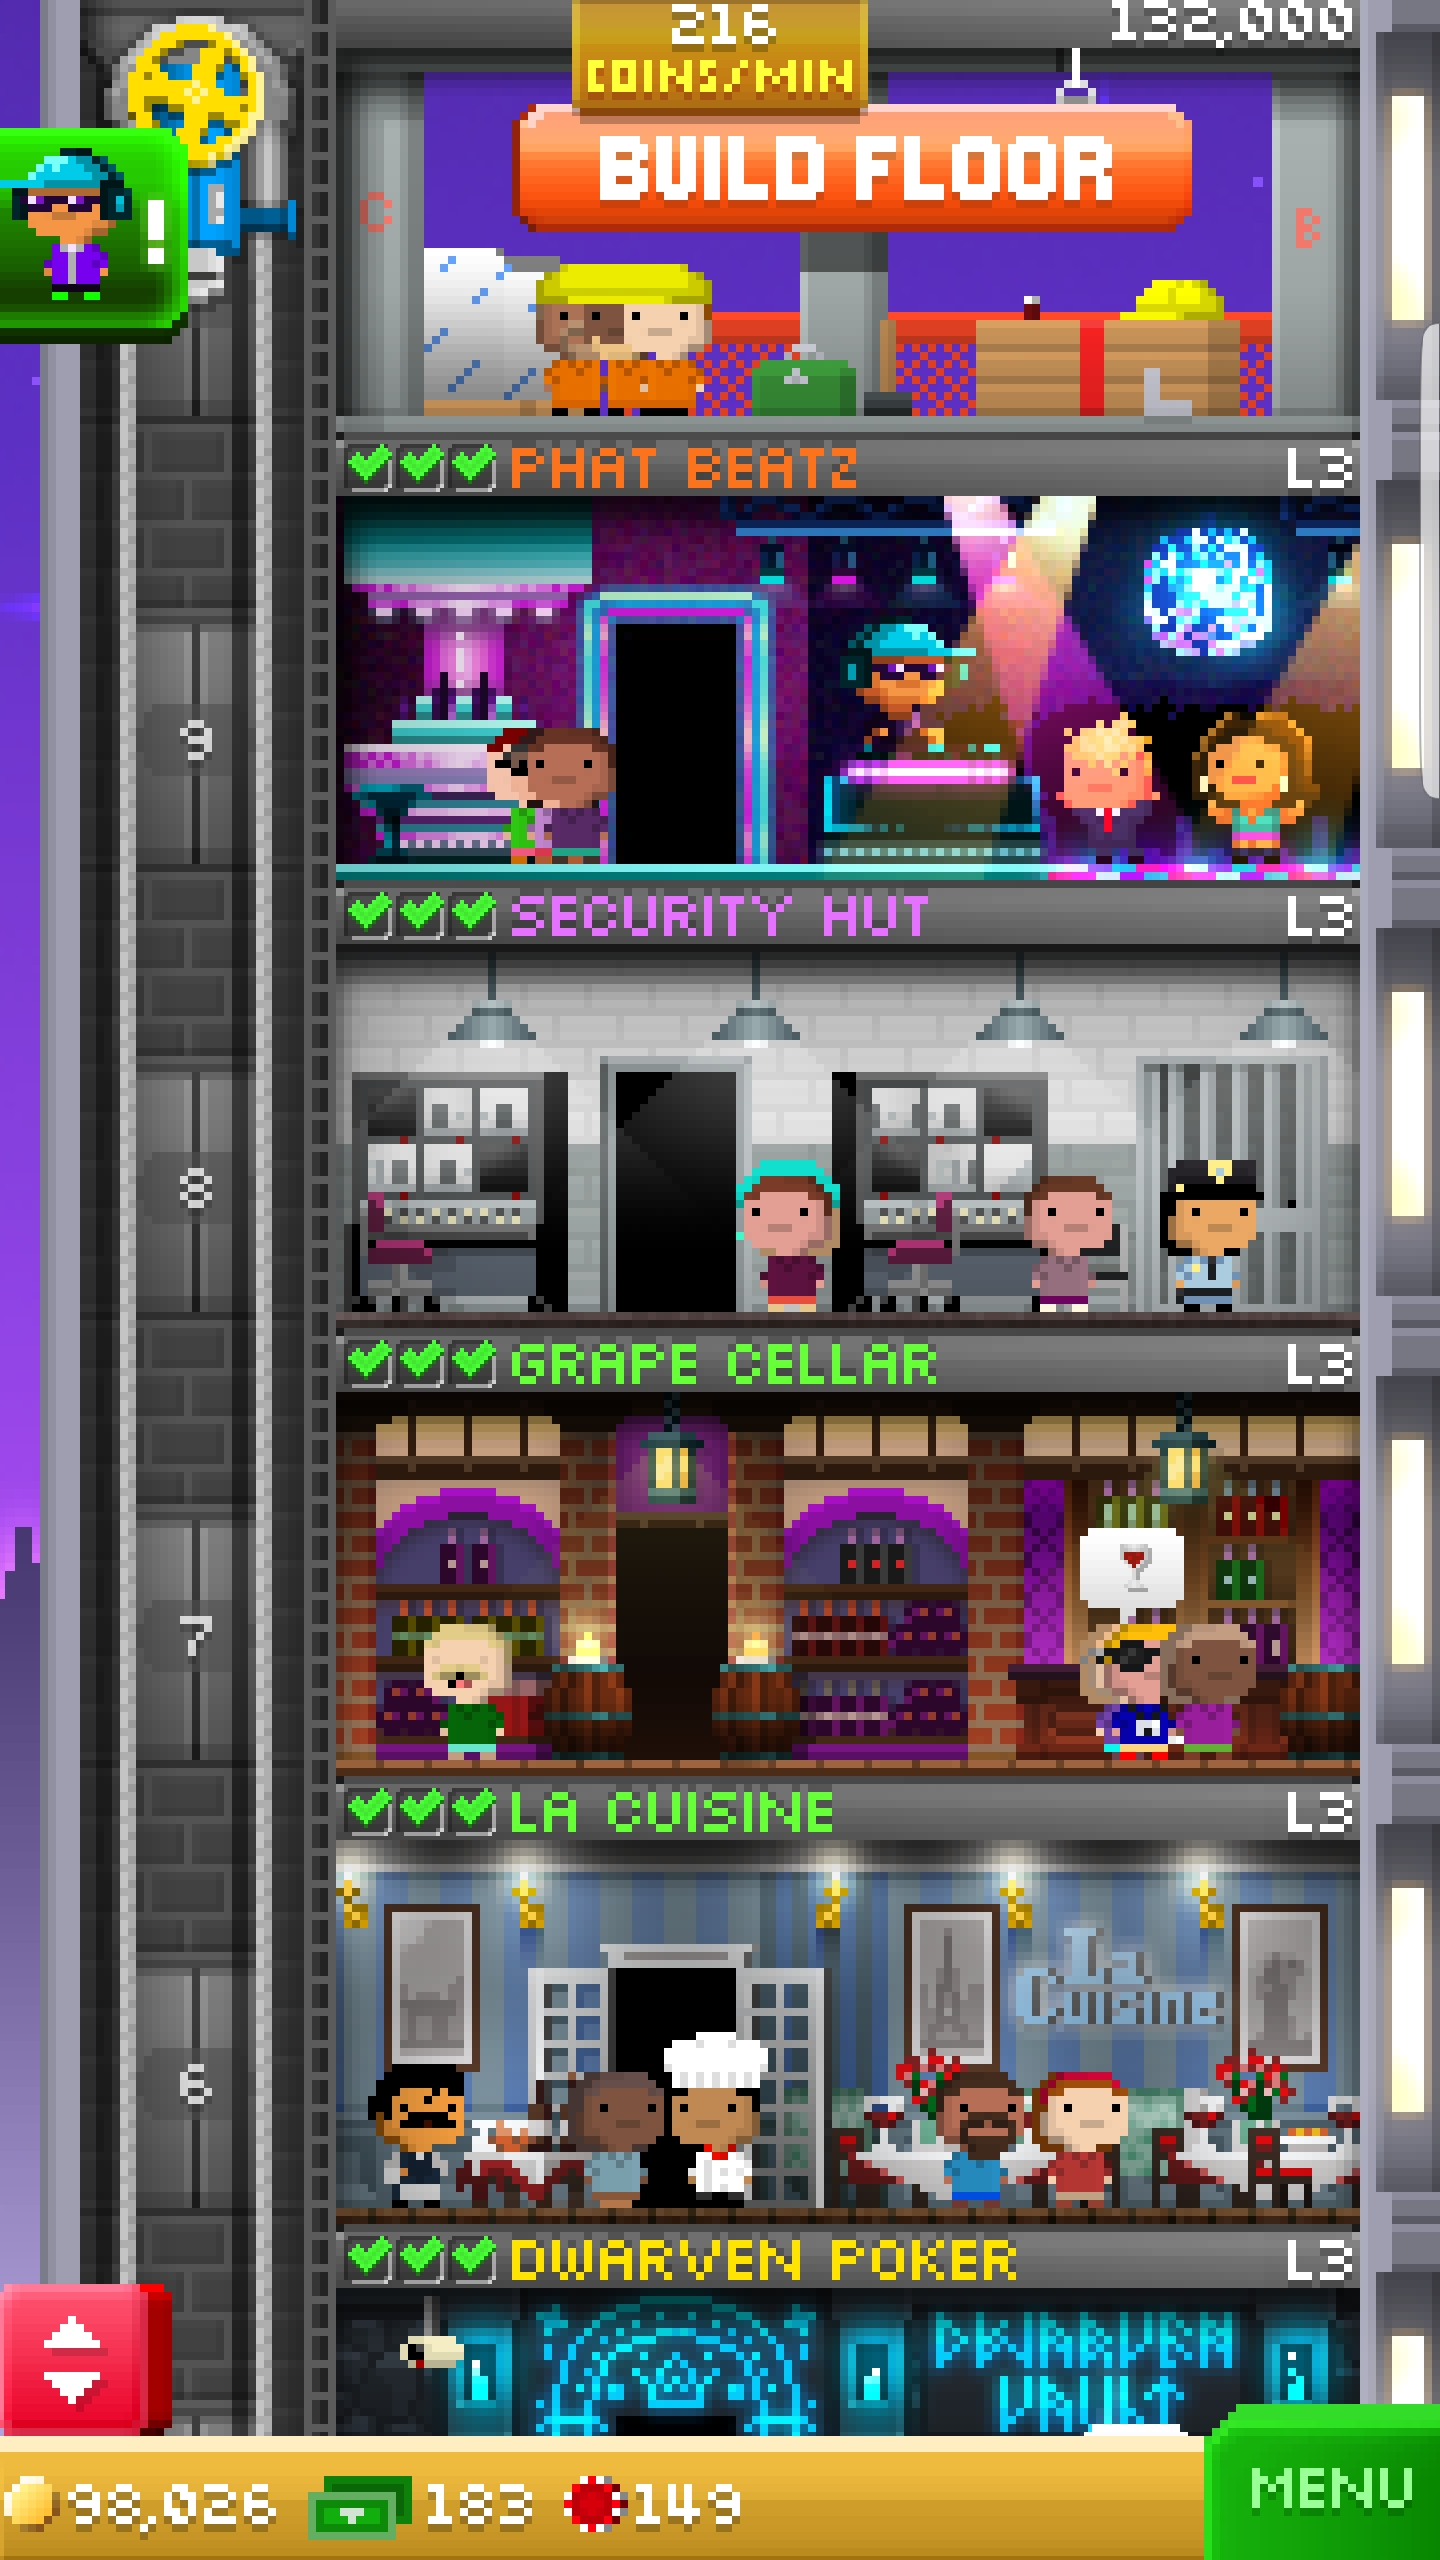 216
COINS/MIN
132,000
BUILD FLOOR
C
B
!
PHAT BEATZ L3
9
SECURITY HUT L3
8
GRAPE CELLAR L3
7
LA CUISINE L3
La
Cuisine
6
DWARVEN POKER L3
DWARVEN
VAULT
98,026 183 149
MENU